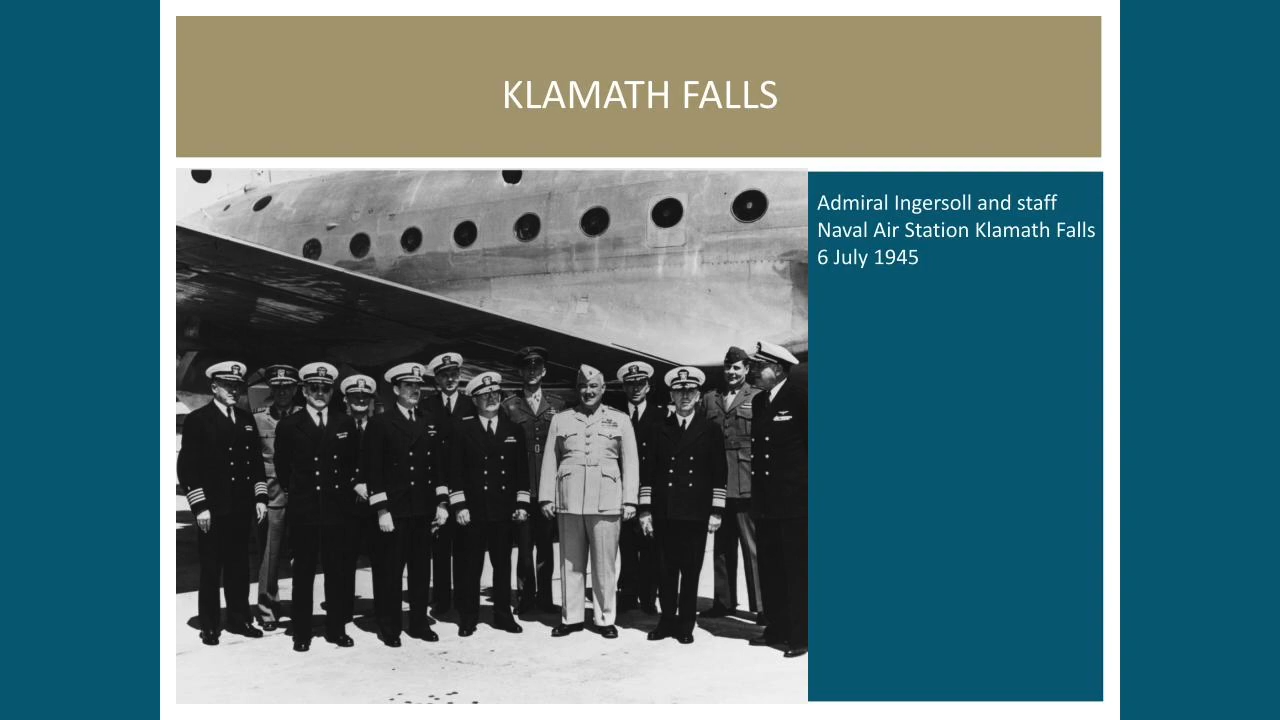 KLAMATH FALLS
Admiral Ingersoll and staff
Naval Air Station Klamath Falls
6 July 1945